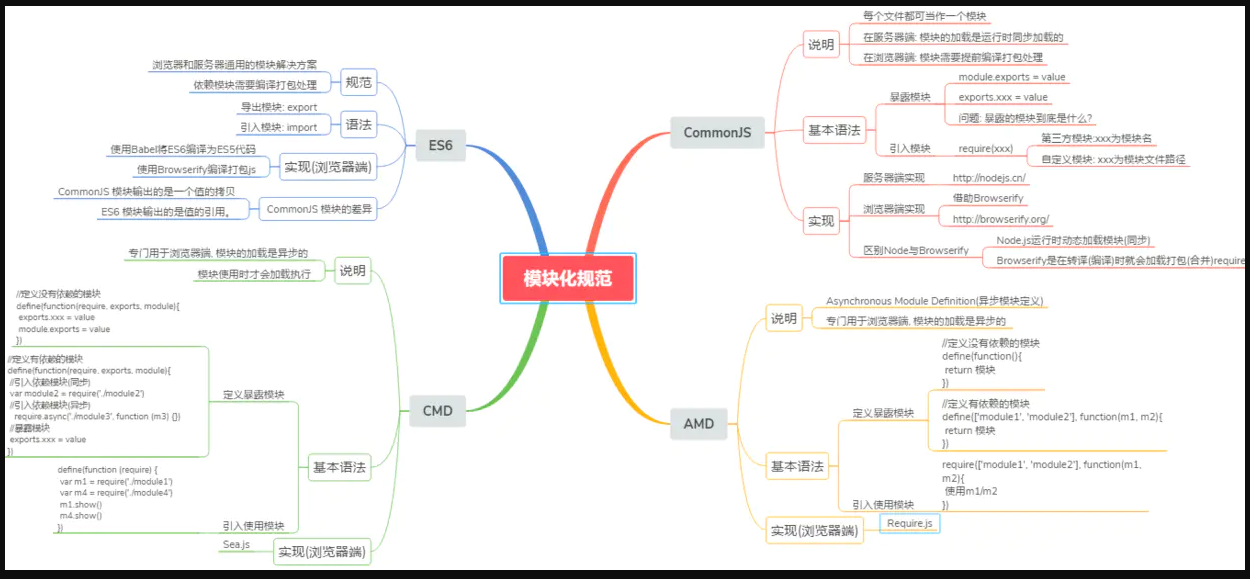 模块化规范
CommonJS
说明
每个文件都可当作一个模块
在服务器端: 模块的加载是运行时同步加载的
在浏览器端: 模块需要提前编译打包处理
基本语法
暴露模块
module.exports = value
exports.xxx = value
问题: 暴露的模块到底是什么?
引入模块
require(xxx)
第三方模块:xxx为模块名
自定义模块: xxx为模块文件路径
实现
服务器端实现
http://nodejs.cn/
浏览器端实现
借助Browserify
http://browserify.org/
区别Node与Browserify
Node.js运行时动态加载模块(同步)
Browserify是在转译(编译)时就会加载打包(合并)require
AMD
说明
Asynchronous Module Definition(异步模块定义)
专门用于浏览器端, 模块的加载是异步的
基本语法
定义暴露模块
//定义没有依赖的模块
define(function(){
return 模块
})
//定义有依赖的模块
define(['module1', 'module2'], function(m1, m2){
return 模块
})
引入使用模块
require(['module1', 'module2'], function(m1,
m2){
使用m1/m2
})
实现(浏览器端)
Require.js
ES6
规范
浏览器和服务器通用的模块解决方案
依赖模块需要编译打包处理
语法
导出模块: export
引入模块: import
实现(浏览器端)
使用Babel将ES6编译为ES5代码
使用Browserify编译打包js
CommonJS 模块的差异
CommonJS 模块输出的是一个值的拷贝
ES6 模块输出的是值的引用。
CMD
说明
专门用于浏览器端, 模块的加载是异步的
模块使用时才会加载执行
基本语法
定义暴露模块
//定义没有依赖的模块
define(function(require, exports, module){
exports.xxx = value
module.exports = value
})
//定义有依赖的模块
define(function(require, exports, module){
//引入依赖模块(同步)
var module2 = require('./module2')
//引入依赖模块(异步)
require.async('./module3', function (m3) {})
//暴露模块
exports.xxx = value
})
引入使用模块
define(function (require) {
var m1 = require('./module1')
var m4 = require('./module4')
m1.show()
m4.show()
})
实现(浏览器端)
Sea.js